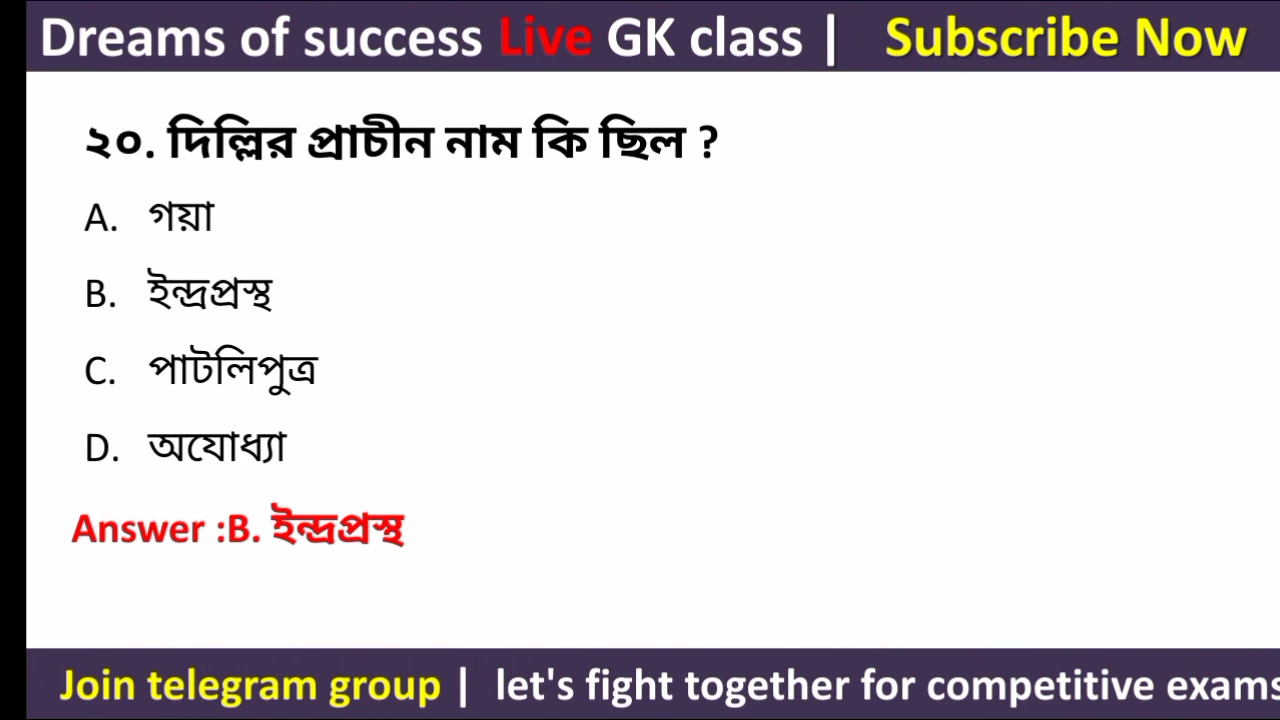 Dreams of success Live GK class | Subscribe Now
২০. দিল্লির প্রাচীন নাম কি ছিল ?
A. গয়া
B. ইন্দ্রপ্রস্থ
C. পাটলিপুত্র
D. অযোধ্যা
Answer :B. ইন্দ্রপ্রস্থ
Join telegram group | let's fight together for competitive exams